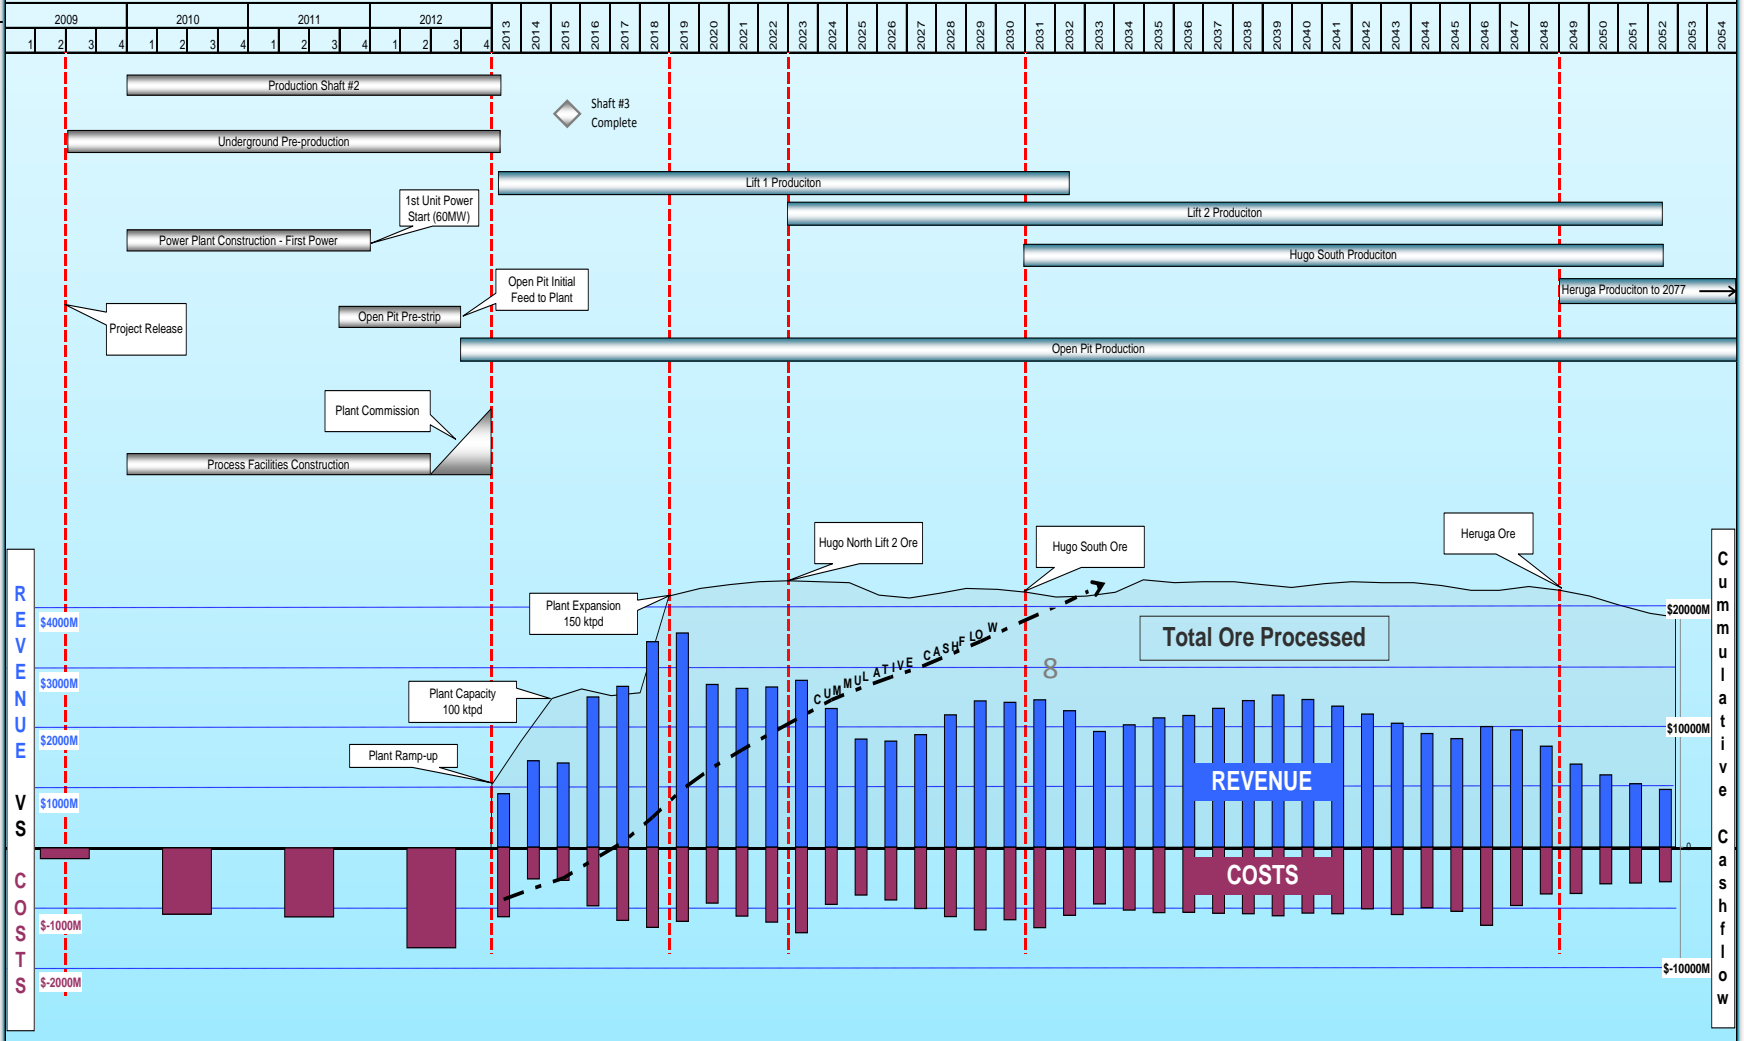 2009 2010 2011 2012
1 2 3 4 1 2 3 4 1 2 3 4 1 2 3 4
2013 2014 2015 2016 2017 2018 2019 2020 2021 2022 2023 2024 2025 2026 2027 2028 2029 2030 2031 2032 2033 2034 2035 2036 2037 2038 2039 2040 2041 2042 2043 2044 2045 2046 2047 2048 2049 2050 2051 2052 2053 2054
Production Shaft #2
Shaft #3
Complete
Underground Pre-production
Lift 1 Produciton
1st Unit Power
Start (60MW)
Lift 2 Produciton
Power Plant Construction - First Power
Hugo South Produciton
Open Pit Initial
Feed to Plant
Heruga Produciton to 2077
Project Release
Open Pit Pre-strip
Open Pit Production
Plant Commission
Process Facilities Construction
Hugo North Lift 2 Ore
Hugo South Ore
Heruga Ore
Plant Expansion
150 ktpd
Plant Capacity
100 ktpd
Plant Ramp-up
CUMMULATIVE CASHFLOW
Total Ore Processed
8
REVENUE
COSTS
REVENUE VS COSTS
$4000M
$3000M
$2000M
$1000M
$-1000M
$-2000M
$20000M
$10000M
0
$-10000M
Cummulative Cashflow